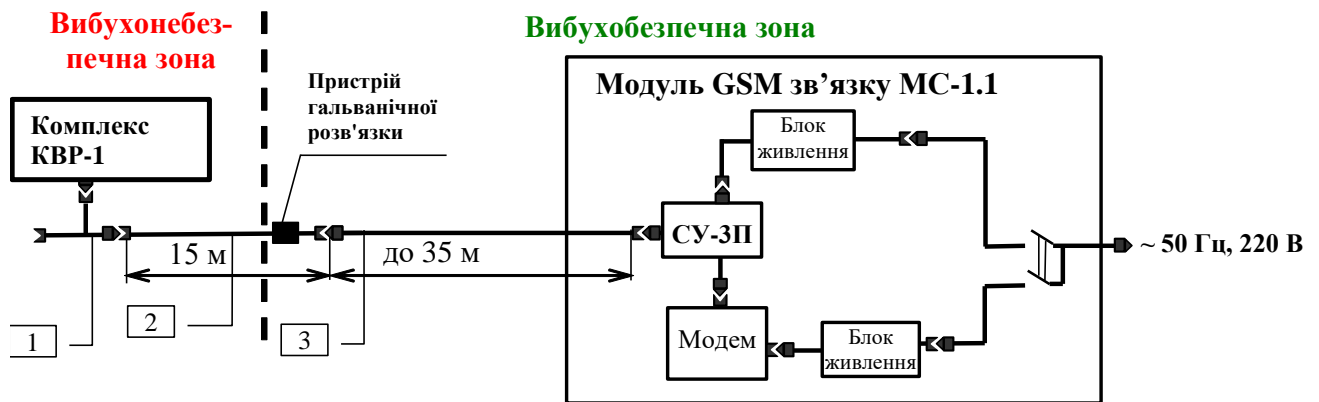 Вибухонебез-
печна зона
Вибухобезпечна зона
Пристрій
гальванічної
розв'язки
Модуль GSM зв’язку МС-1.1
Комплекс
КВР-1
Блок
живлення
СУ-3П
15 м
до 35 м
~ 50 Гц, 220 В
1
2
3
Модем
Блок
живлення